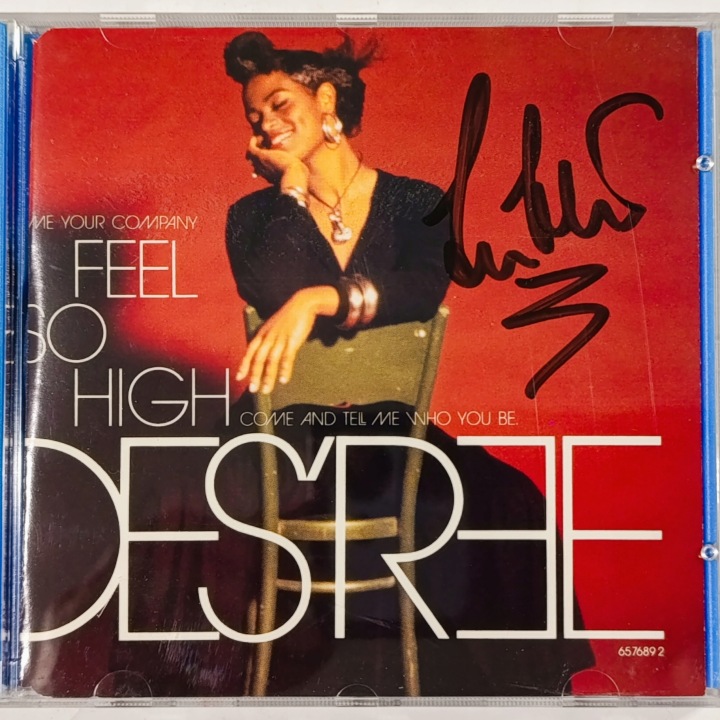 ME YOUR COMPANY
FEEL
SO
HIGH
COME AND TELL ME WHO YOU BE.
DES'REE
657689 2